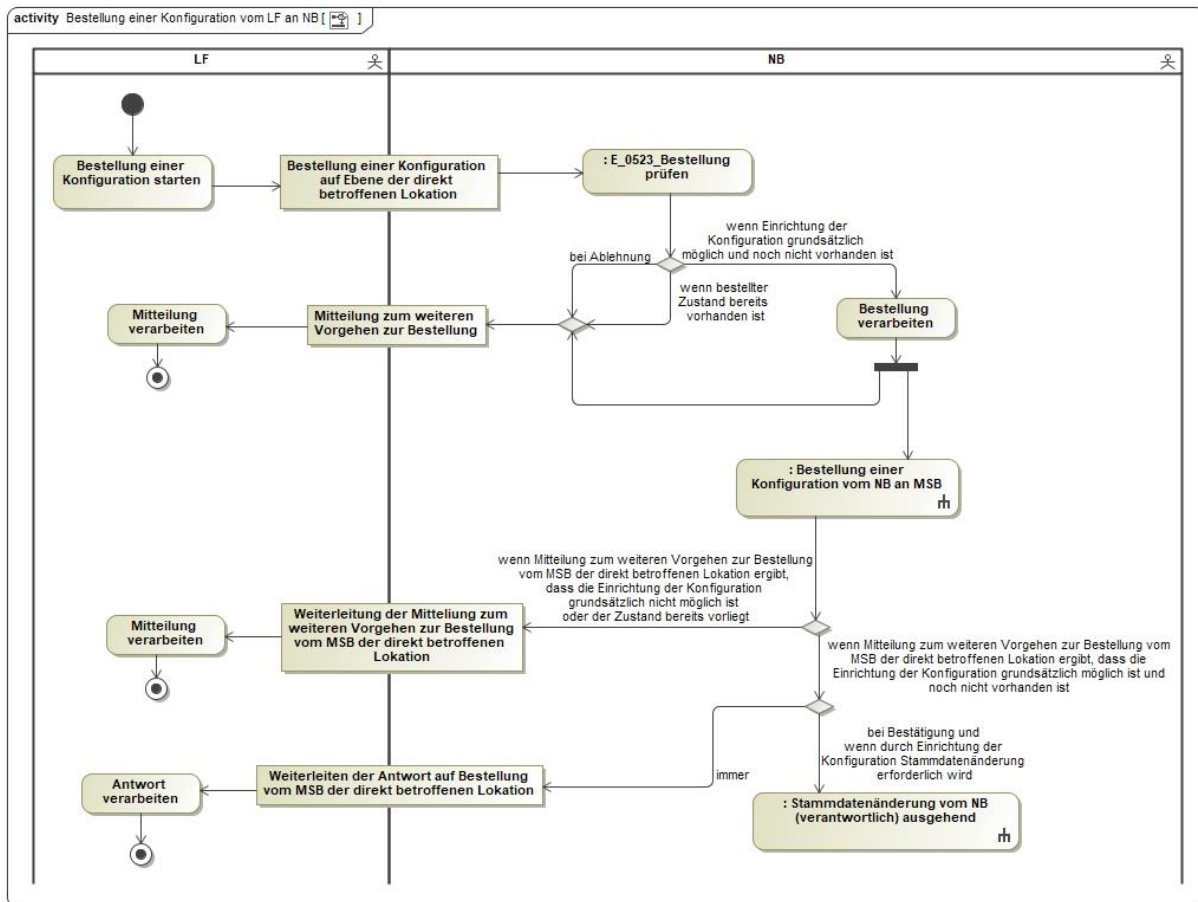 activity Bestellung einer Konfiguration vom LF an NB [ ]
LF
NB
Bestellung einer
Konfiguration starten
Bestellung einer Konfiguration
auf Ebene der direkt
betroffenen Lokation
: E_0523_Bestellung
prüfen
wenn Einrichtung der
Konfiguration grundsätzlich
möglich und noch nicht vorhanden ist
bei Ablehnung
wenn bestellter
Zustand bereits
vorhanden ist
Mitteilung
verarbeiten
Mitteilung zum weiteren
Vorgehen zur Bestellung
Bestellung
verarbeiten
: Bestellung einer
Konfiguration vom NB an MSB
wenn Mitteilung zum weiteren Vorgehen zur Bestellung
vom MSB der direkt betroffenen Lokation ergibt,
dass die Einrichtung der Konfiguration
grundsätzlich nicht möglich ist
oder der Zustand bereits vorliegt
Mitteilung
verarbeiten
Weiterleitung der Mitteliung zum
weiteren Vorgehen zur Bestellung
vom MSB der direkt betroffenen
Lokation
wenn Mitteilung zum weiteren Vorgehen zur Bestellung vom
MSB der direkt betroffenen Lokation ergibt, dass die
Einrichtung der Konfiguration grundsätzlich möglich ist und
noch nicht vorhanden ist
bei Bestätigung und
wenn durch Einrichtung der
Konfiguration Stammdatenänderung
erforderlich wird
immer
Antwort
verarbeiten
Weiterleiten der Antwort auf Bestellung
vom MSB der direkt betroffenen Lokation
: Stammdatenänderung vom NB
(verantwortlich) ausgehend